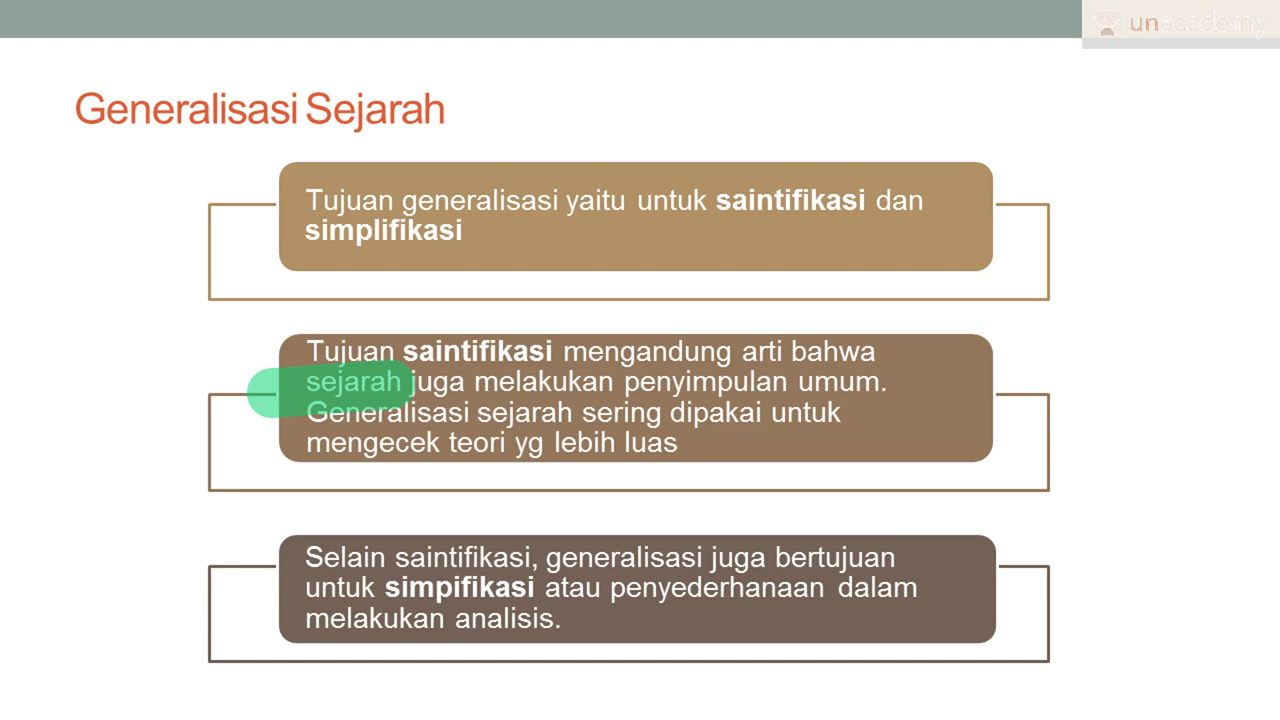 unacademy
Generalisasi Sejarah
Tujuan generalisasi yaitu untuk saintifikasi dan
simplifikasi
Tujuan saintifikasi mengandung arti bahwa
sejarah juga melakukan penyimpulan umum.
Generalisasi sejarah sering dipakai untuk
mengecek teori yg lebih luas
Selain saintifikasi, generalisasi juga bertujuan
untuk simpifikasi atau penyederhanaan dalam
melakukan analisis.